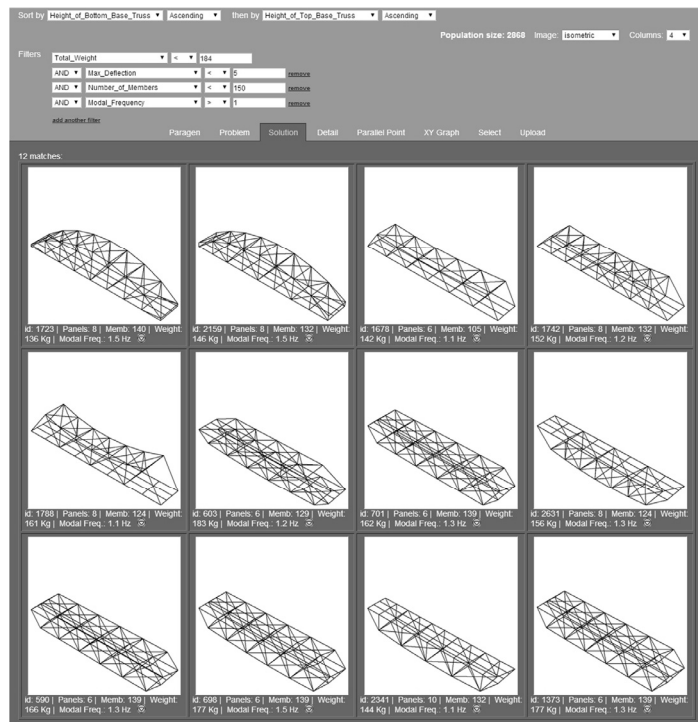 Sort by Height_of_Bottom_Base_Truss Ascending then by Height_of_Top_Base_Truss Ascending
Population size: 2868 Image: isometric Columns: 4
Filters Total_Weight < 184
AND Max_Deflection < 5 remove
AND Number_of_Members < 150 remove
AND Modal_Frequency > 1 remove
add another filter
Paragen Problem Solution Detail Parallel Point XY Graph Select Upload
12 matches:
id: 1723 | Panels: 8 | Memb: 140 | Weight: 136 Kg | Modal Freq.: 1.5 Hz
id: 2159 | Panels: 8 | Memb: 132 | Weight: 146 Kg | Modal Freq.: 1.5 Hz
id: 1678 | Panels: 6 | Memb: 105 | Weight: 142 Kg | Modal Freq.: 1.1 Hz
id: 1742 | Panels: 8 | Memb: 132 | Weight: 152 Kg | Modal Freq.: 1.2 Hz
id: 1788 | Panels: 8 | Memb: 124 | Weight: 161 Kg | Modal Freq.: 1.1 Hz
id: 603 | Panels: 6 | Memb: 129 | Weight: 183 Kg | Modal Freq.: 1.2 Hz
id: 701 | Panels: 6 | Memb: 139 | Weight: 162 Kg | Modal Freq.: 1.3 Hz
id: 2631 | Panels: 8 | Memb: 124 | Weight: 156 Kg | Modal Freq.: 1.3 Hz
id: 590 | Panels: 6 | Memb: 139 | Weight: 166 Kg | Modal Freq.: 1.3 Hz
id: 698 | Panels: 6 | Memb: 139 | Weight: 177 Kg | Modal Freq.: 1.5 Hz
id: 2341 | Panels: 10 | Memb: 132 | Weight: 144 Kg | Modal Freq.: 1.1 Hz
id: 1373 | Panels: 6 | Memb: 139 | Weight: 177 Kg | Modal Freq.: 1.3 Hz